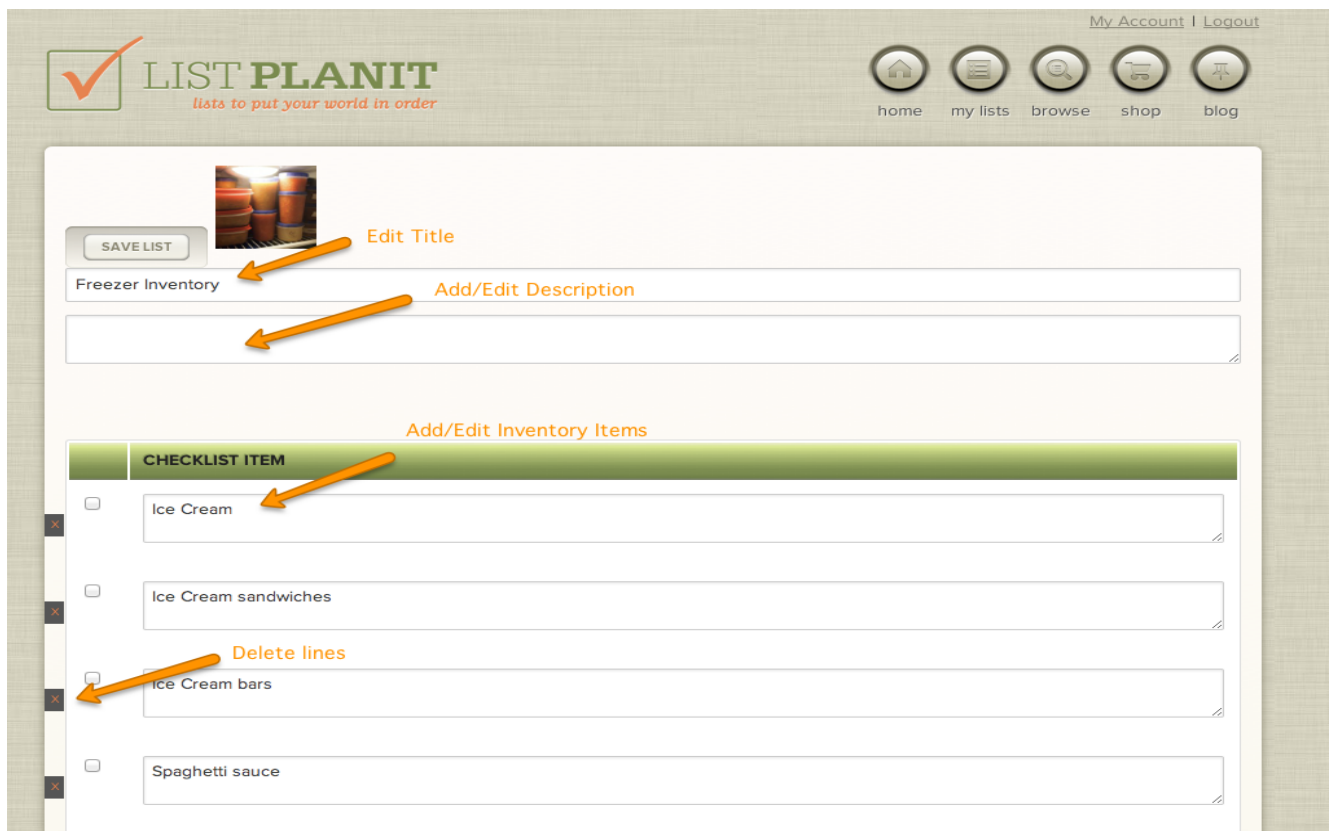 My Account | Logout
LIST PLANIT
lists to put your world in order
home my lists browse shop blog
SAVE LIST
Edit Title
Freezer Inventory
Add/Edit Description
Add/Edit Inventory Items
CHECKLIST ITEM
Ice Cream
Ice Cream sandwiches
Delete lines
Ice Cream bars
Spaghetti sauce